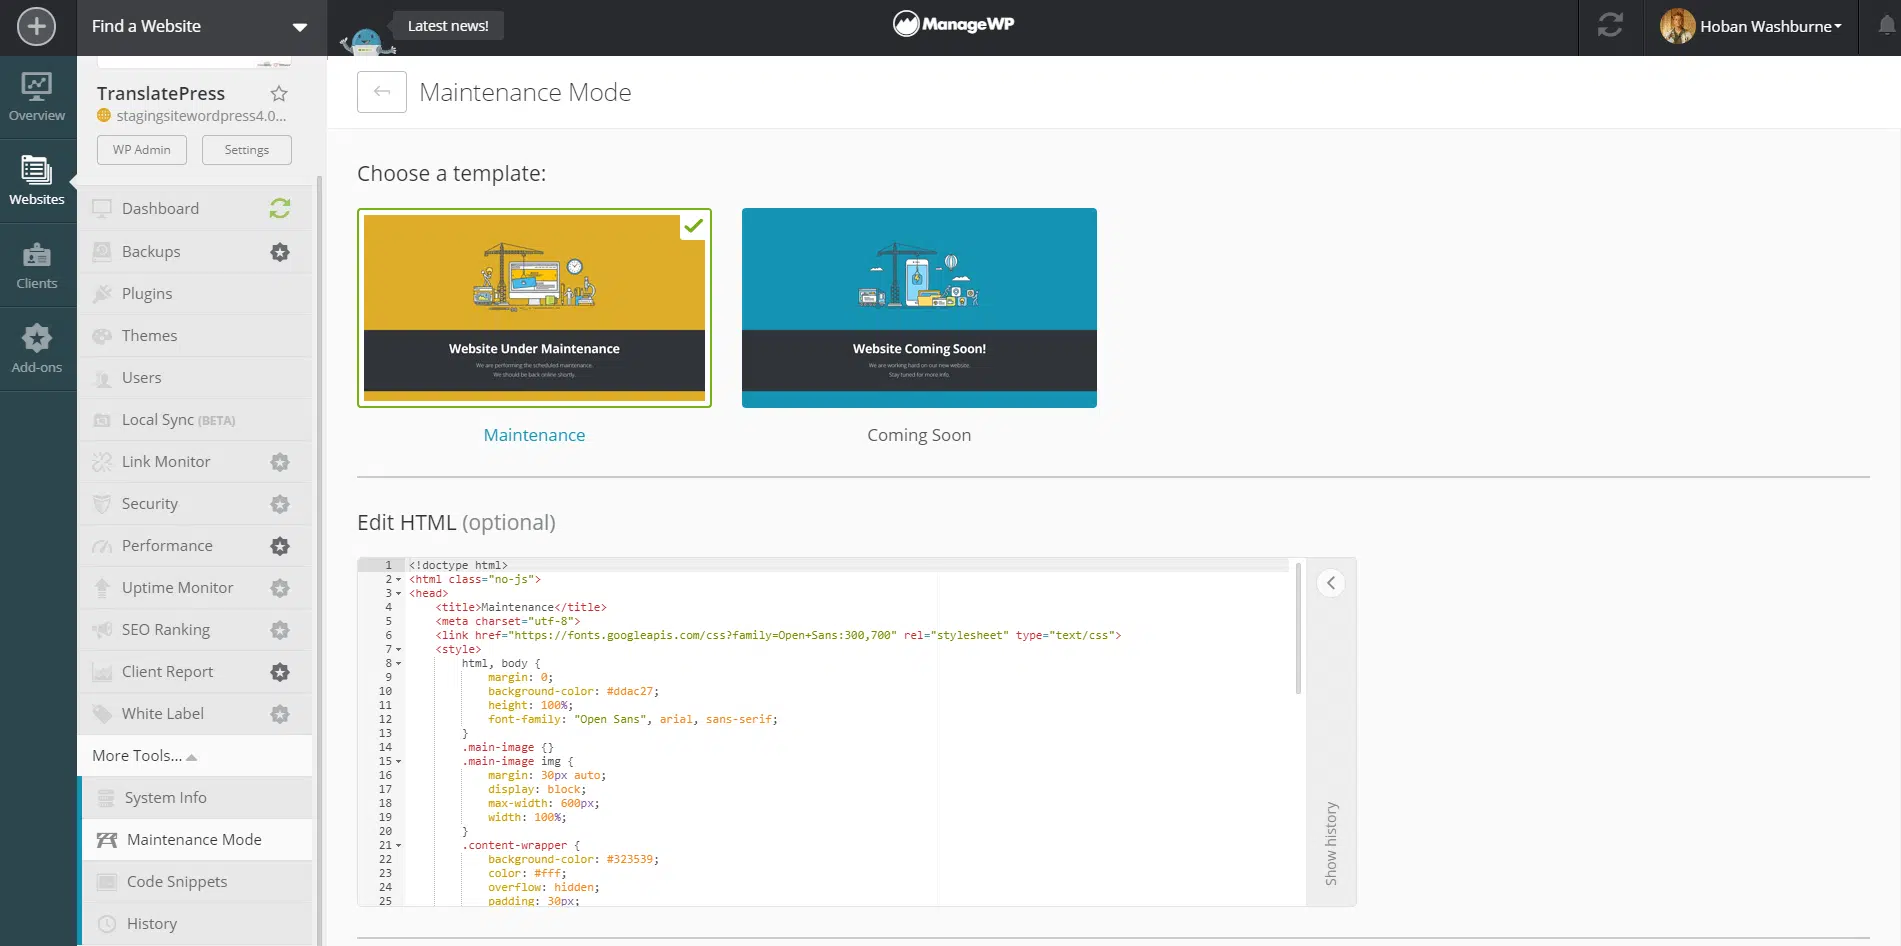 Find a Website
Latest news!
ManageWP
Hoban Washburne
Overview
Websites
Clients
Add-ons
TranslatePress
stagingsitewordpress4.0...
WP Admin
Settings
Dashboard
Backups
Plugins
Themes
Users
Local Sync (BETA)
Link Monitor
Security
Performance
Uptime Monitor
SEO Ranking
Client Report
White Label
More Tools...
System Info
Maintenance Mode
Code Snippets
History
Maintenance Mode
Choose a template:
Website Under Maintenance
We are performing the scheduled maintenance.
We should be back online shortly.
Maintenance
Website Coming Soon!
We are working hard on our new website.
Stay tuned for more info.
Coming Soon
Edit HTML (optional)
1 <!doctype html>
2 <html class="no-js">
3 <head>
4 <title>Maintenance</title>
5 <meta charset="utf-8">
6 <link href="https://fonts.googleapis.com/css?family=Open+Sans:300,700" rel="stylesheet" type="text/css">
7 <style>
8 html, body {
9 margin: 0;
10 background-color: #ddac27;
11 height: 100%;
12 font-family: "Open Sans", arial, sans-serif;
13 }
14 .main-image {}
15 .main-image img {
16 margin: 30px auto;
17 display: block;
18 max-width: 600px;
19 width: 100%;
20 }
21 .content-wrapper {
22 background-color: #323539;
23 color: #fff;
24 overflow: hidden;
25 padding: 30px;
Show history